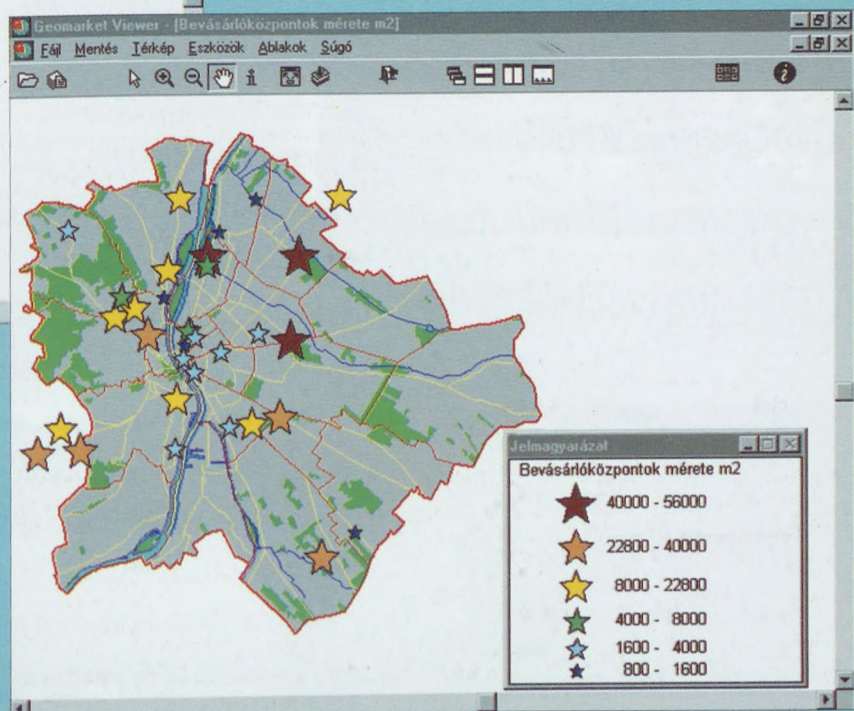 Geomarket Viewer - [Bevásárlóközpontok mérete m2]
Fájl Mentés Térkép Eszközök Ablakok Súgó
Jelmagyarázat
Bevásárlóközpontok mérete m2
40000 - 56000
22800 - 40000
8000 - 22800
4000 - 8000
1600 - 4000
800 - 1600